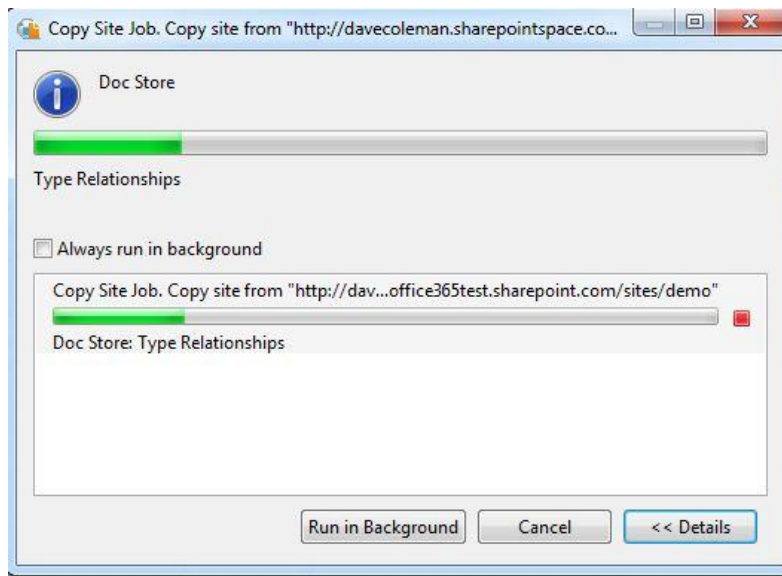 Copy Site Job. Copy site from "http://davecoleman.sharepointspace.co...
Doc Store
Type Relationships
Always run in background
Copy Site Job. Copy site from "http://dav...office365test.sharepoint.com/sites/demo"
Doc Store: Type Relationships
Run in Background
Cancel
<< Details